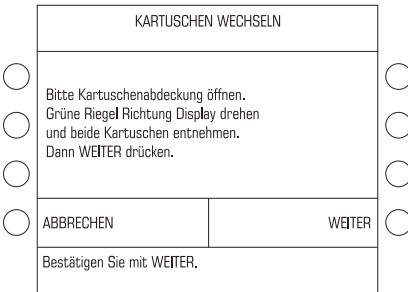 KARTUSCHEN WECHSELN
Bitte Kartuschenabdeckung öffnen.
Grüne Riegel Richtung Display drehen
und beide Kartuschen entnehmen.
Dann WEITER drücken.
ABBRECHEN
WEITER
Bestätigen Sie mit WEITER.